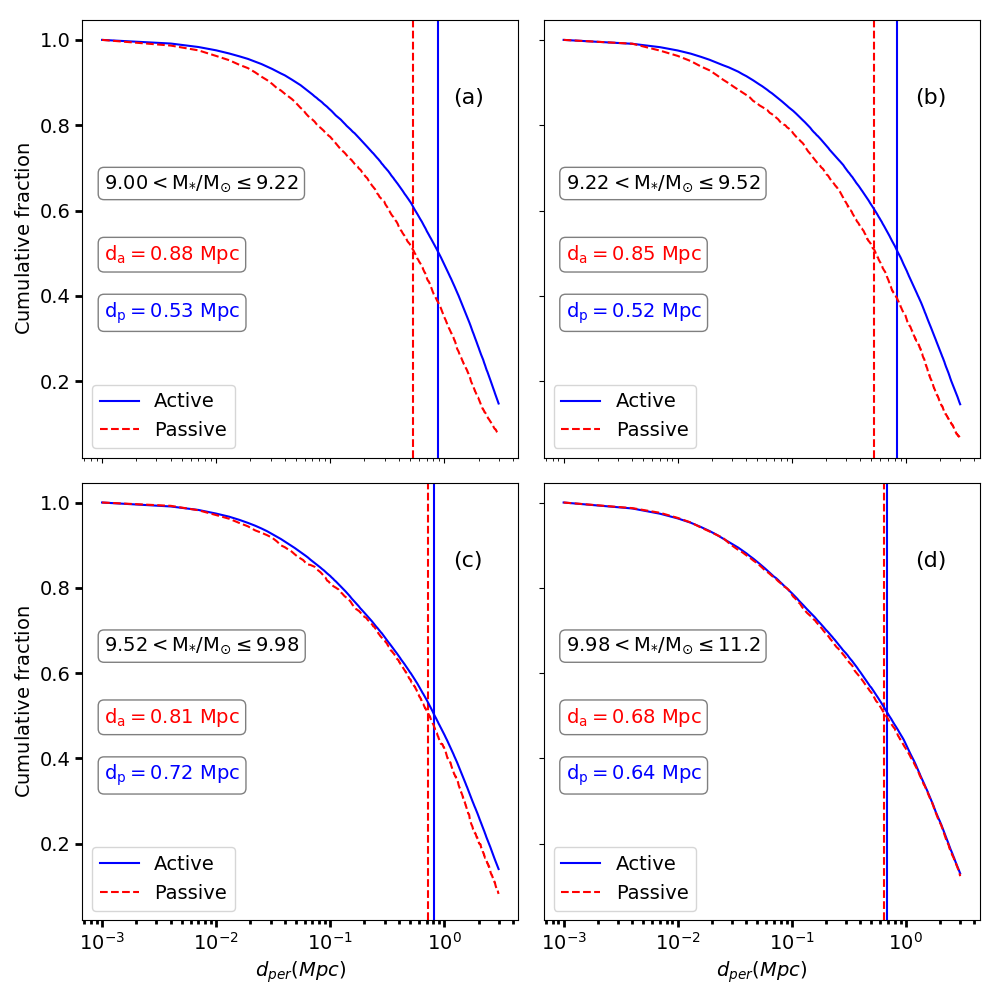 Cumulative fraction
1.0
0.8
0.6
0.4
0.2
(a)
9.00 < M*/M⊙ ≤ 9.22
da = 0.88 Mpc
dp = 0.53 Mpc
Active
Passive
(b)
9.22 < M*/M⊙ ≤ 9.52
da = 0.85 Mpc
dp = 0.52 Mpc
Active
Passive
Cumulative fraction
1.0
0.8
0.6
0.4
0.2
(c)
9.52 < M*/M⊙ ≤ 9.98
da = 0.81 Mpc
dp = 0.72 Mpc
Active
Passive
10⁻³ 10⁻² 10⁻¹ 10⁰
dper(Mpc)
(d)
9.98 < M*/M⊙ ≤ 11.2
da = 0.68 Mpc
dp = 0.64 Mpc
Active
Passive
10⁻³ 10⁻² 10⁻¹ 10⁰
dper(Mpc)